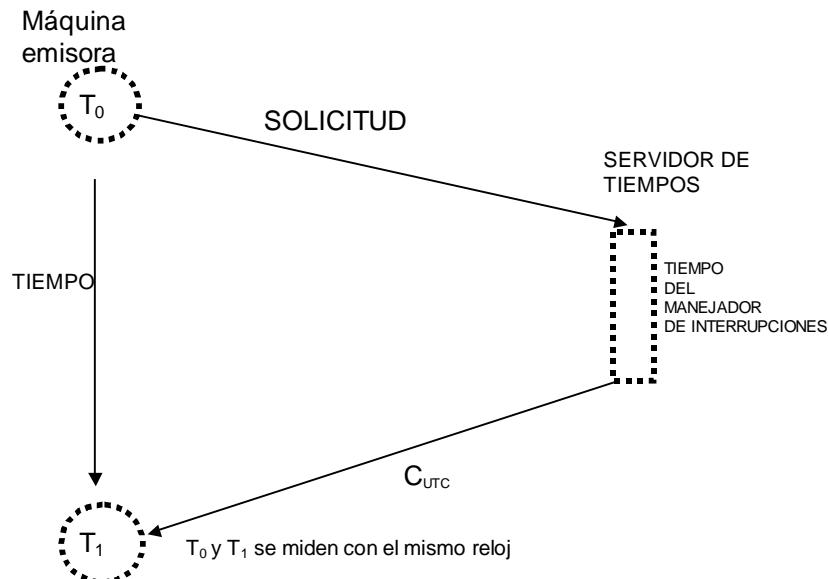 Máquina
emisora
T₀
SOLICITUD
SERVIDOR DE
TIEMPOS
TIEMPO
TIEMPO
DEL
MANEJADOR
DE INTERRUPCIONES
C_UTC
T₁
T₀ y T₁ se miden con el mismo reloj